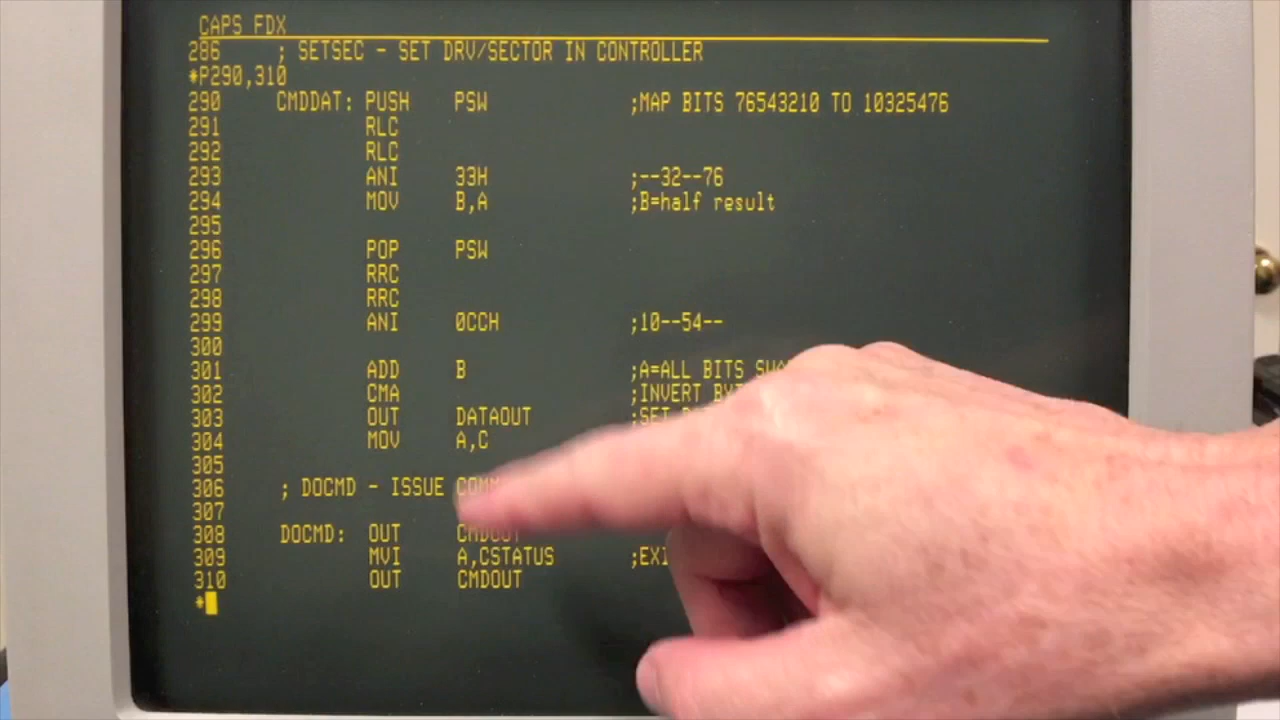 CAPS FDX
286 ; SETSEC - SET DRV/SECTOR IN CONTROLLER
*P290,310
290 CMDDAT: PUSH PSW ;MAP BITS 76543210 TO 10325476
291 RLC
292 RLC
293 ANI 33H ;--32--76
294 MOV B,A ;B=half result
295
296 POP PSW
297 RRC
298 RRC
299 ANI 0CCH ;10--54--
300
301 ADD B ;A=ALL BITS
302 CMA ;INVERT
303 OUT DATAOUT ;SET
304 MOV A,C
305
306 ; DOCMD - ISSUE
307
308 DOCMD: OUT CMDOUT
309 MVI A,CSTATUS
310 OUT CMDOUT
*